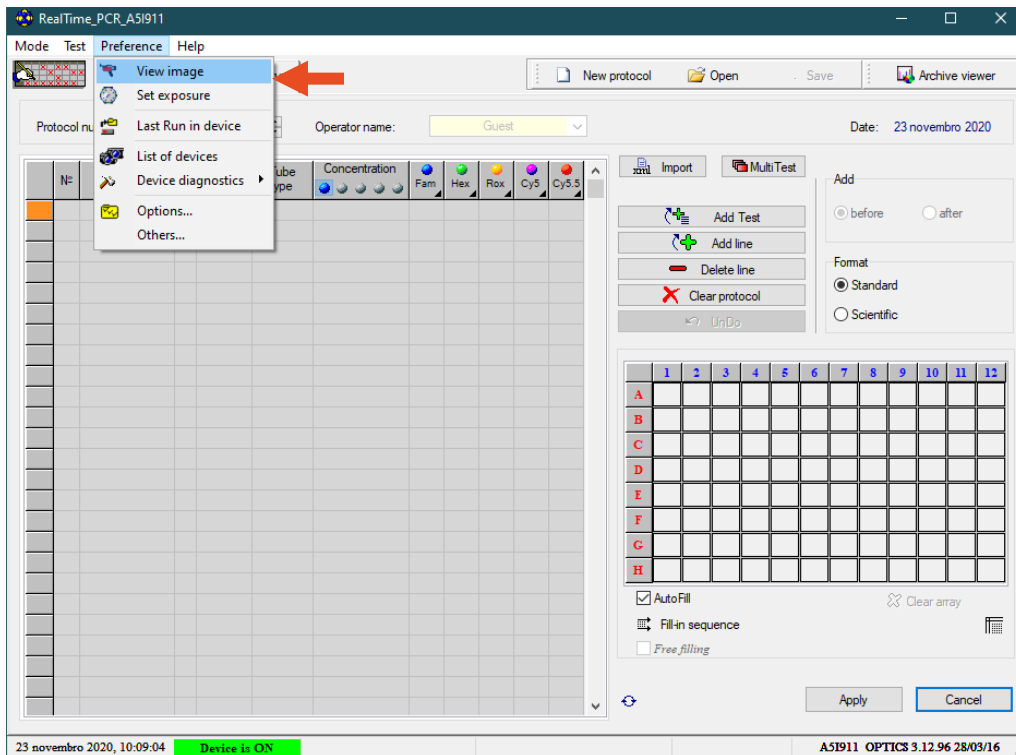 RealTime_PCR_A5I911
Mode Test Preference Help
View image
Set exposure
Last Run in device
List of devices
Device diagnostics
Options...
Others...
New protocol Open Save Archive viewer
Protocol nu Operator name: Guest Date: 23 novembro 2020
№ Concentration Fam Hex Rox Cy5 Cy5.5
Import MultiTest
Add
before after
Add Test
Add line
Delete line
Clear protocol
UnDo
Format
Standard
Scientific
1 2 3 4 5 6 7 8 9 10 11 12
A
B
C
D
E
F
G
H
AutoFill Clear array
Fill-in sequence
Free filling
Apply Cancel
23 novembro 2020, 10:09:04 Device is ON A5I911 OPTICS 3.12.96 28/03/16